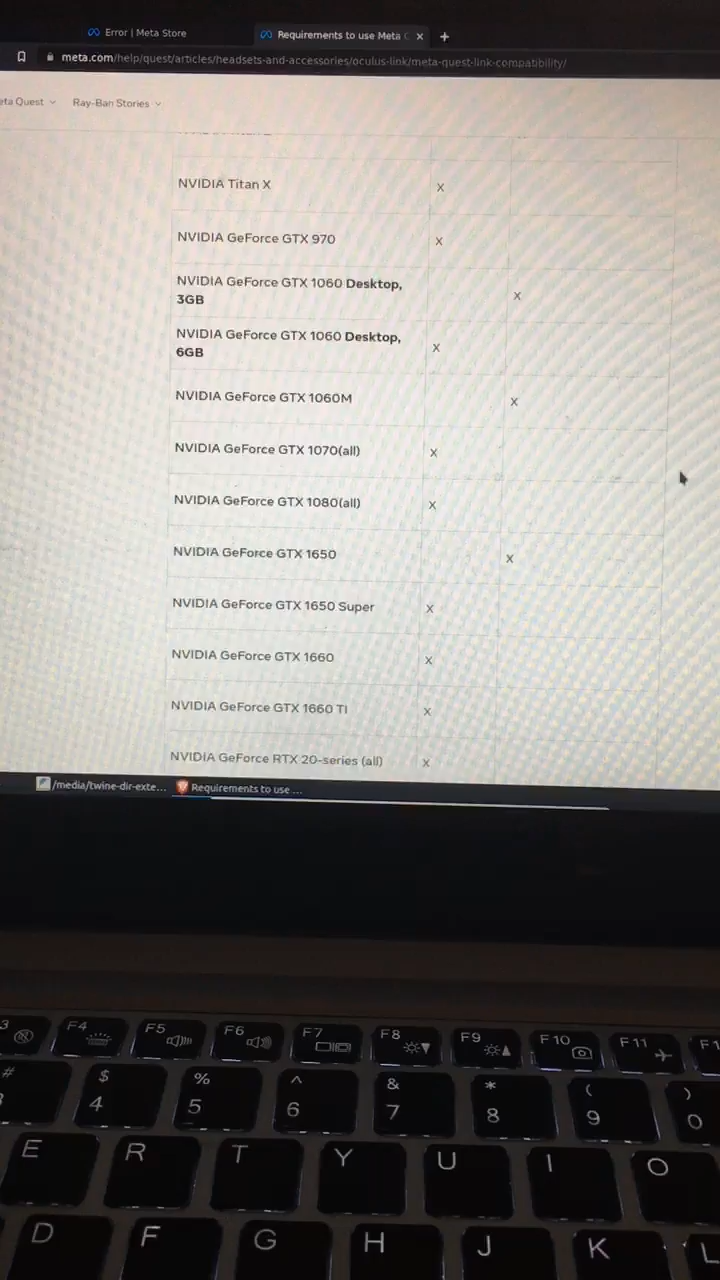 Error | Meta Store
Requirements to use Meta
meta.com/help/quest/articles/headsets-and-accessories/oculus-link/meta-quest-link-compatibility/
eta Quest
Ray-Ban Stories
NVIDIA Titan X X
NVIDIA GeForce GTX 970 X
NVIDIA GeForce GTX 1060 Desktop,
3GB X
NVIDIA GeForce GTX 1060 Desktop,
6GB X
NVIDIA GeForce GTX 1060M X
NVIDIA GeForce GTX 1070(all) X
NVIDIA GeForce GTX 1080(all) X
NVIDIA GeForce GTX 1650 X
NVIDIA GeForce GTX 1650 Super X
NVIDIA GeForce GTX 1660 X
NVIDIA GeForce GTX 1660 TI X
NVIDIA GeForce RTX 20-series (all) X
/media/twine-dir-exte...
Requirements to use ...
3 F4 F5 F6 F7 F8 F9 F10 F11 F1
# $ % ^ & * ( )
3 4 5 6 7 8 9 0
E R T Y U I O
D F G H J K L